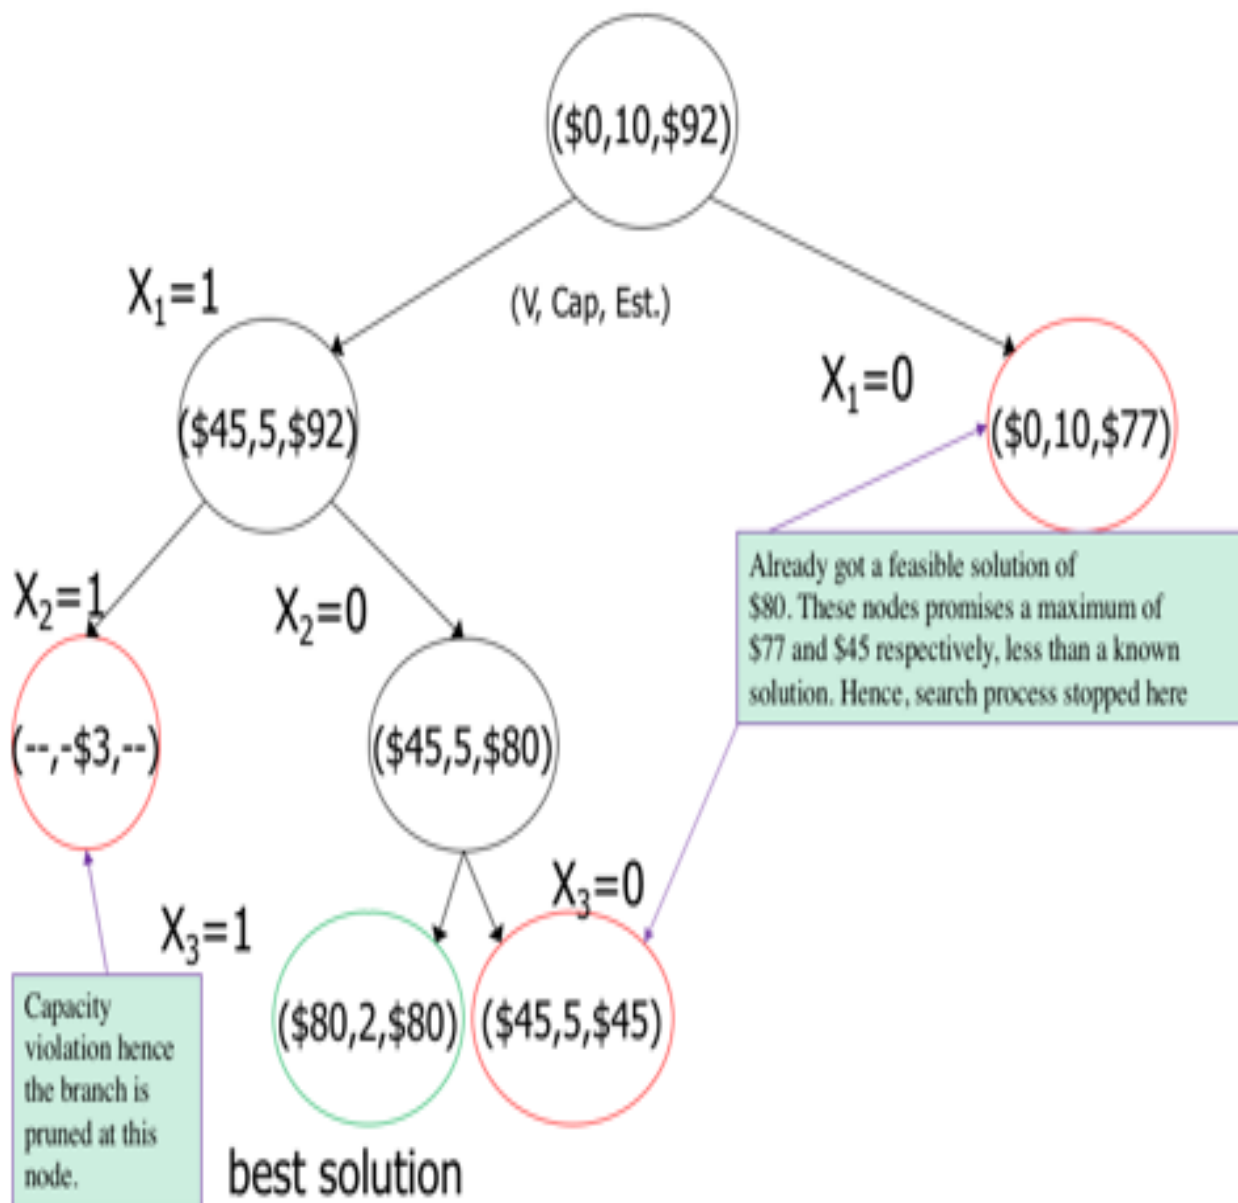 ($0,10,$92)
X₁=1
(V, Cap, Est.)
X₁=0
($45,5,$92)
($0,10,$77)
X₂=1
X₂=0
Already got a feasible solution of
$80. These nodes promises a maximum of
$77 and $45 respectively, less than a known
solution. Hence, search process stopped here
(--,-$3,--)
($45,5,$80)
X₃=1
X₃=0
($80,2,$80)
($45,5,$45)
Capacity
violation hence
the branch is
pruned at this
node.
best solution